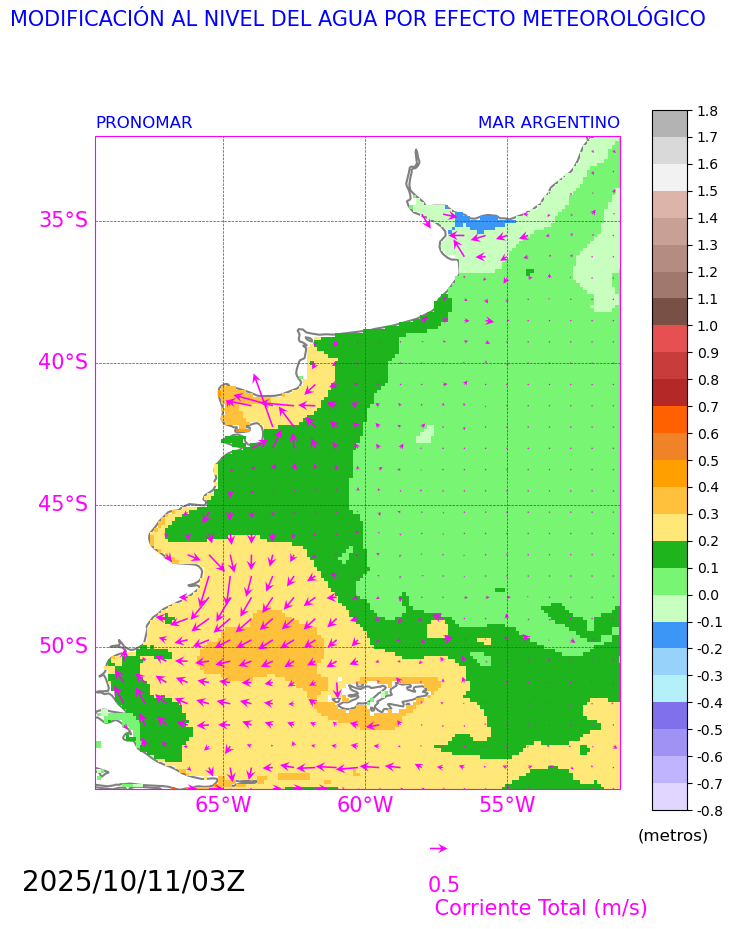 MODIFICACIÓN AL NIVEL DEL AGUA POR EFECTO METEOROLÓGICO
PRONOMAR
MAR ARGENTINO
35°S
40°S
45°S
50°S
65°W
60°W
55°W
1.8
1.7
1.6
1.5
1.4
1.3
1.2
1.1
1.0
0.9
0.8
0.7
0.6
0.5
0.4
0.3
0.2
0.1
0.0
-0.1
-0.2
-0.3
-0.4
-0.5
-0.6
-0.7
-0.8
(metros)
2025/10/11/03Z
0.5
Corriente Total (m/s)